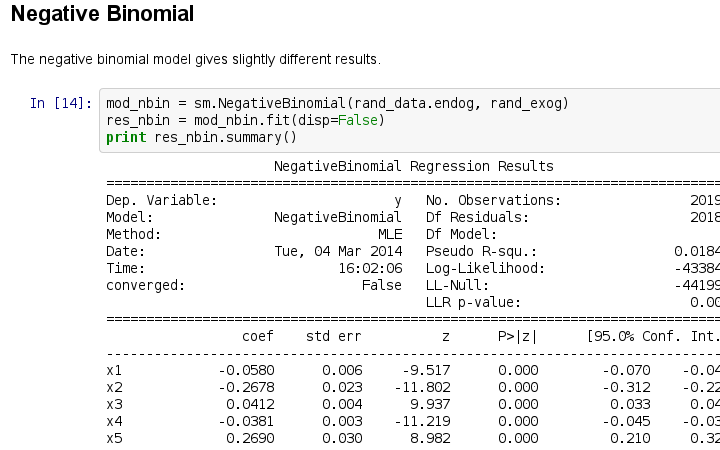 Negative Binomial
The negative binomial model gives slightly different results.
In [14]: mod_nbin = sm.NegativeBinomial(rand_data.endog, rand_exog)
res_nbin = mod_nbin.fit(disp=False)
print res_nbin.summary()
NegativeBinomial Regression Results
==============================================================================
Dep. Variable: y No. Observations: 2019
Model: NegativeBinomial Df Residuals: 2018
Method: MLE Df Model:
Date: Tue, 04 Mar 2014 Pseudo R-squ.: 0.0184
Time: 16:02:06 Log-Likelihood: -43384
converged: False LL-Null: -44199
LLR p-value: 0.00
==============================================================================
coef std err z P>|z| [95.0% Conf. Int.
------------------------------------------------------------------------------
x1 -0.0580 0.006 -9.517 0.000 -0.070 -0.04
x2 -0.2678 0.023 -11.802 0.000 -0.312 -0.22
x3 0.0412 0.004 9.937 0.000 0.033 0.04
x4 -0.0381 0.003 -11.219 0.000 -0.045 -0.03
x5 0.2690 0.030 8.982 0.000 0.210 0.32